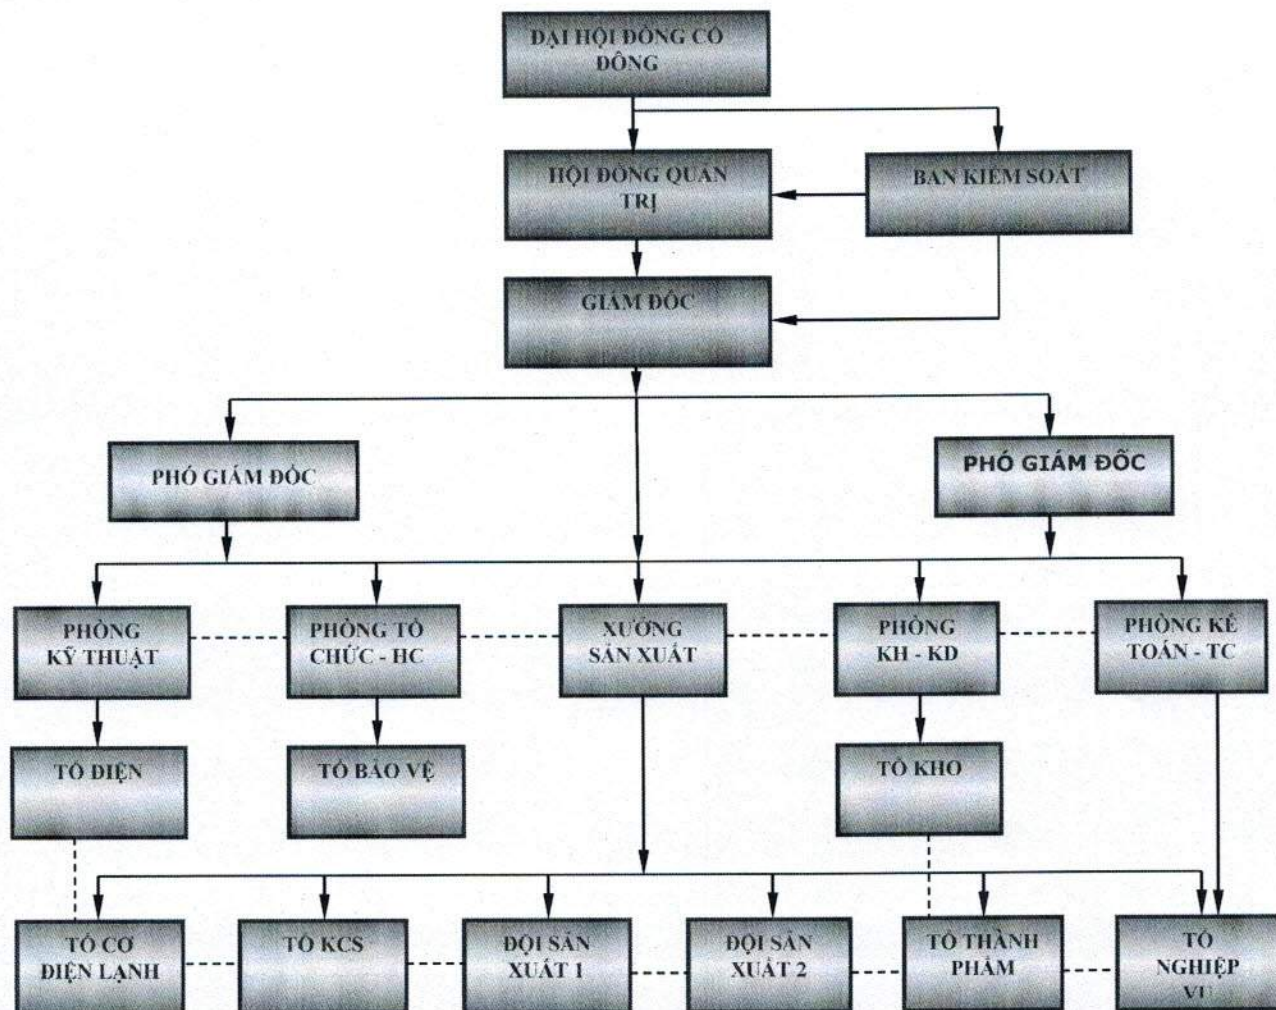 ĐẠI HỘI ĐỒNG CỔ
ĐÔNG
HỘI ĐỒNG QUẢN
TRỊ
BAN KIỂM SOÁT
GIÁM ĐỐC
PHÓ GIÁM ĐỐC
PHÓ GIÁM ĐỐC
PHÒNG
KỸ THUẬT
PHÒNG TỔ
CHỨC - HC
XƯỞNG
SẢN XUẤT
PHÒNG
KH - KD
PHÒNG KẾ
TOÁN - TC
TỔ ĐIỆN
TỔ BẢO VỆ
TỔ KHO
TỔ CƠ
ĐIỆN LẠNH
TỔ KCS
ĐỘI SẢN
XUẤT 1
ĐỘI SẢN
XUẤT 2
TỔ THÀNH
PHẨM
TỔ
NGHIỆP
VỤ